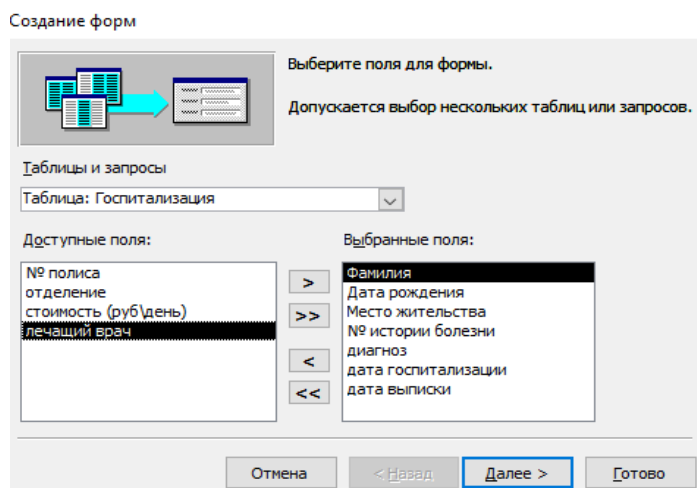 Создание форм
Выберите поля для формы.
Допускается выбор нескольких таблиц или запросов.
Таблицы и запросы
Таблица: Госпитализация
Доступные поля:
Выбранные поля:
№ полиса
отделение
стоимость (руб\день)
лечащий врач
>
>>
<
<<
Фамилия
Дата рождения
Место жительства
№ истории болезни
диагноз
дата госпитализации
дата выписки
Отмена
< Назад
Далее >
Готово